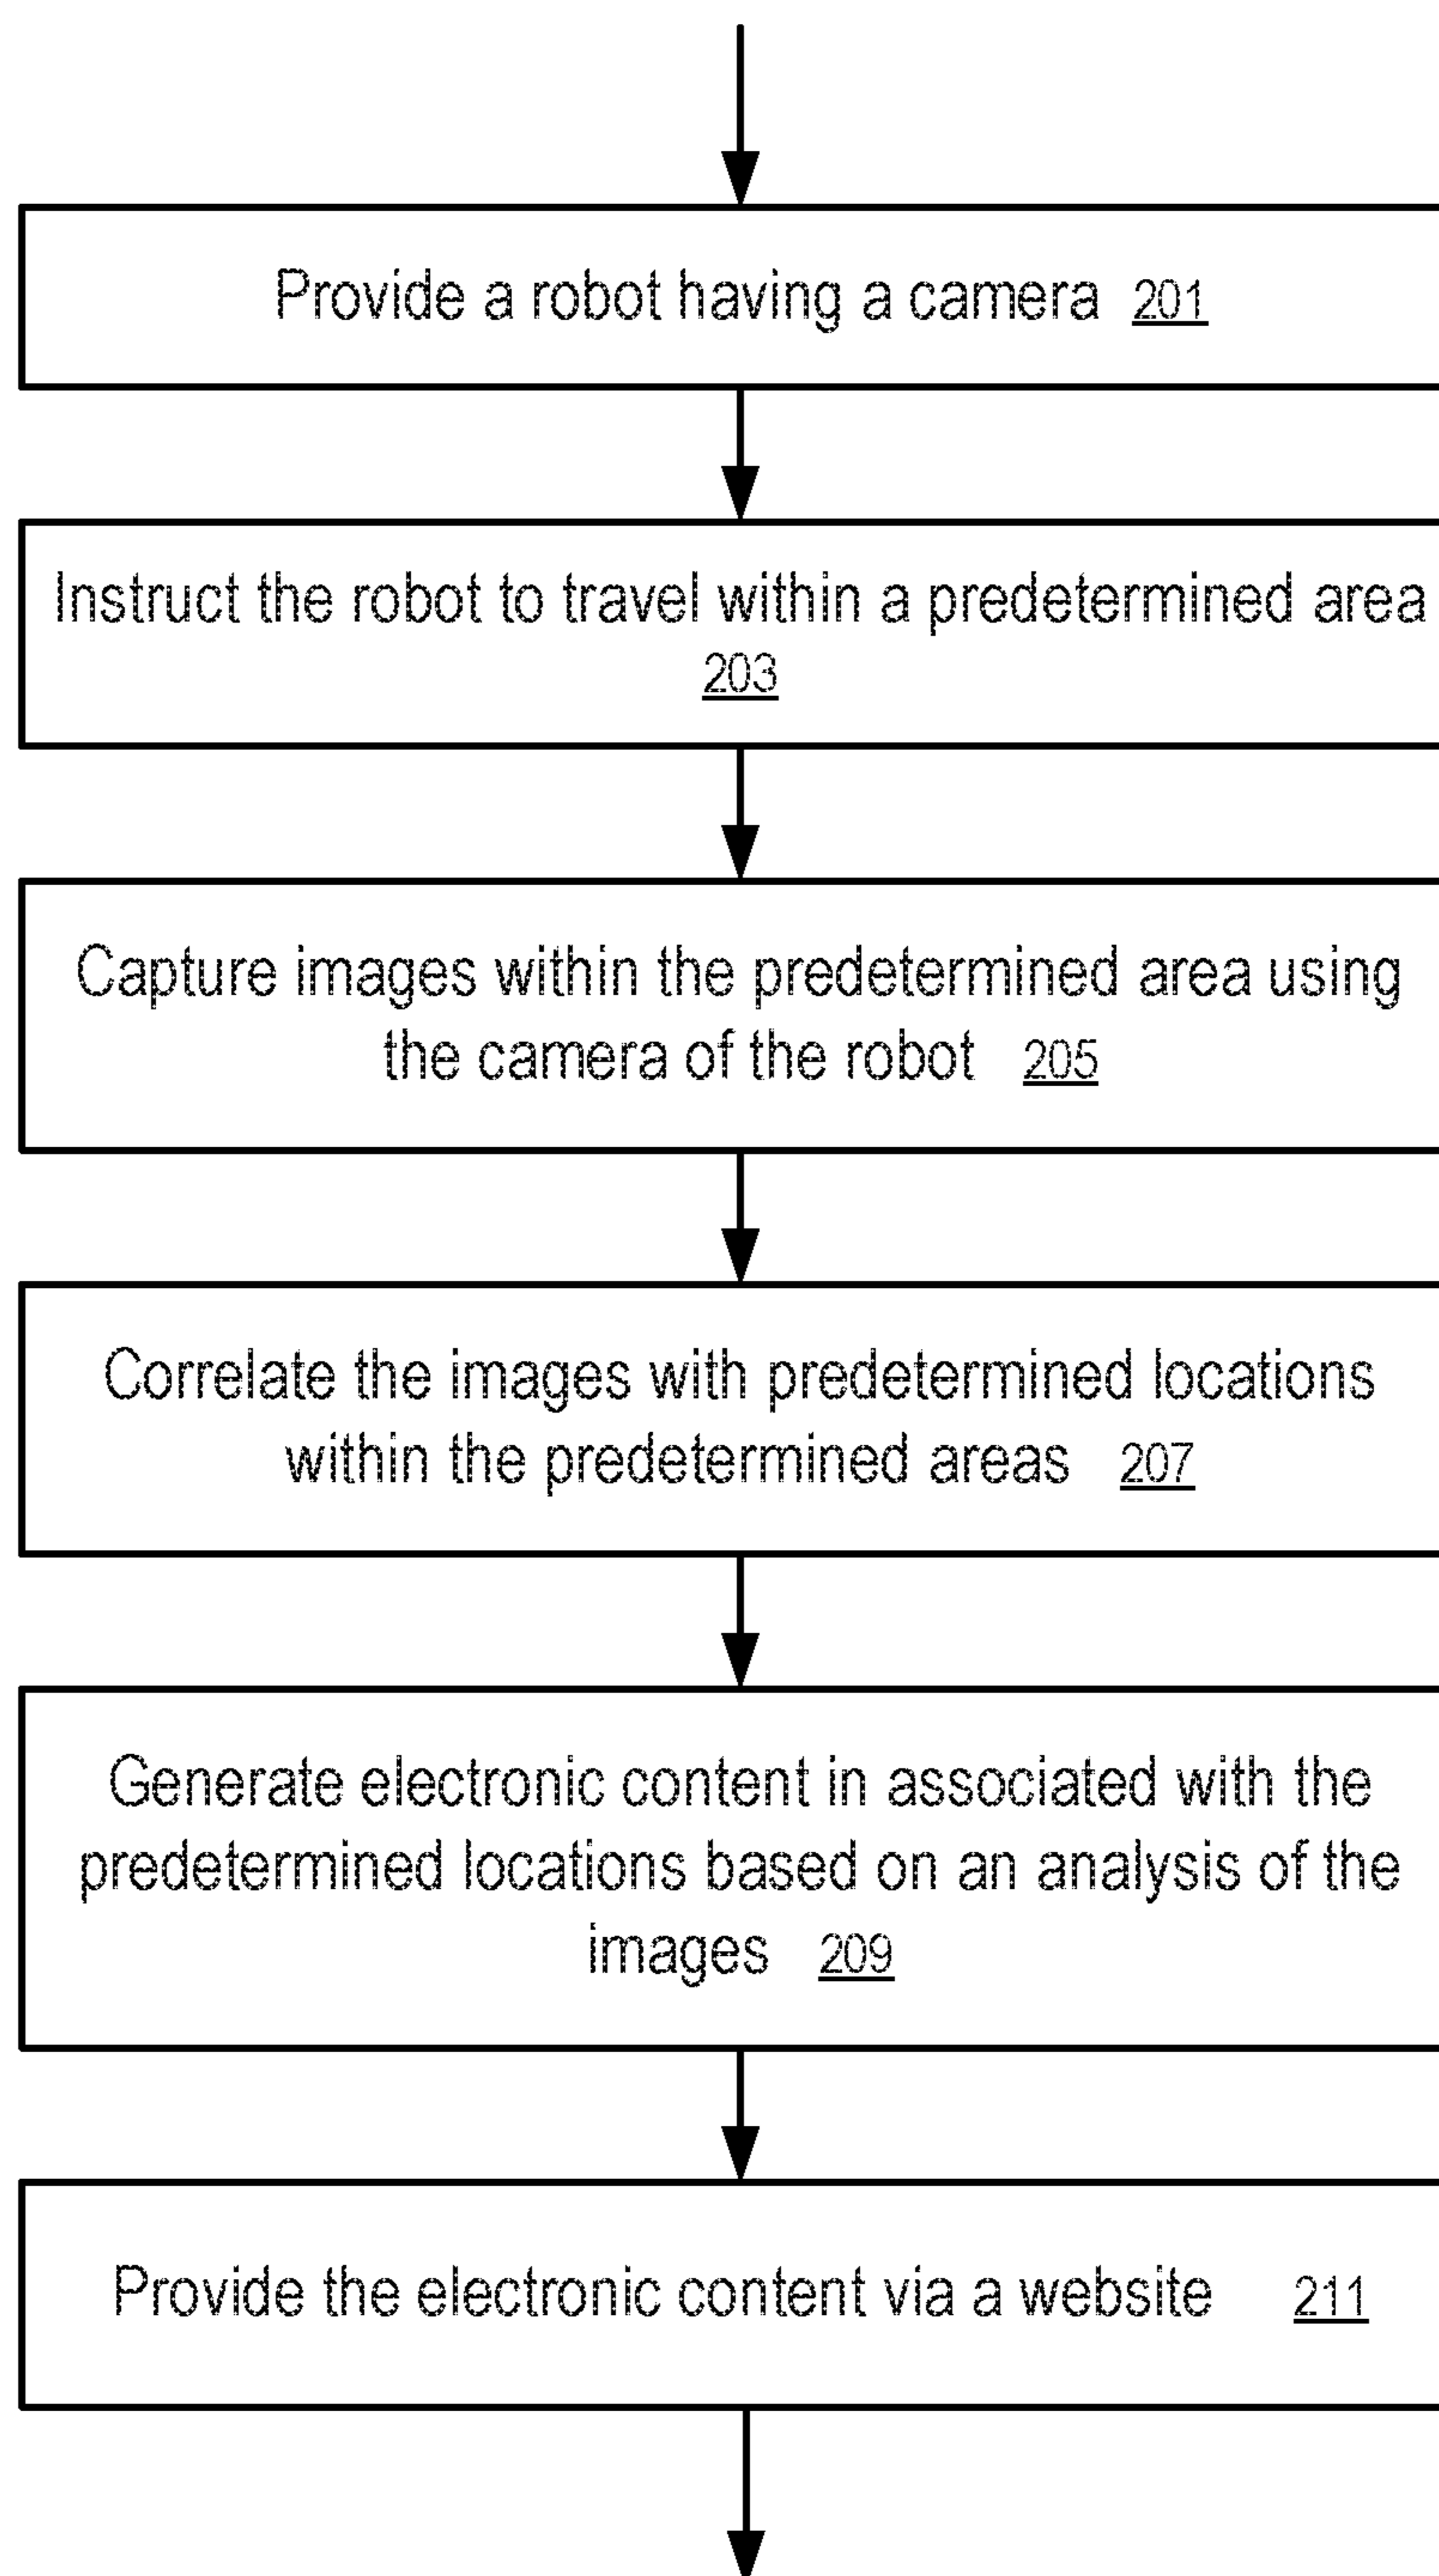 Provide a robot having a camera 201
Instruct the robot to travel within a predetermined area
203
Capture images within the predetermined area using
the camera of the robot 205
Correlate the images with predetermined locations
within the predetermined areas 207
Generate electronic content in associated with the
predetermined locations based on an analysis of the
images 209
Provide the electronic content via a website 211